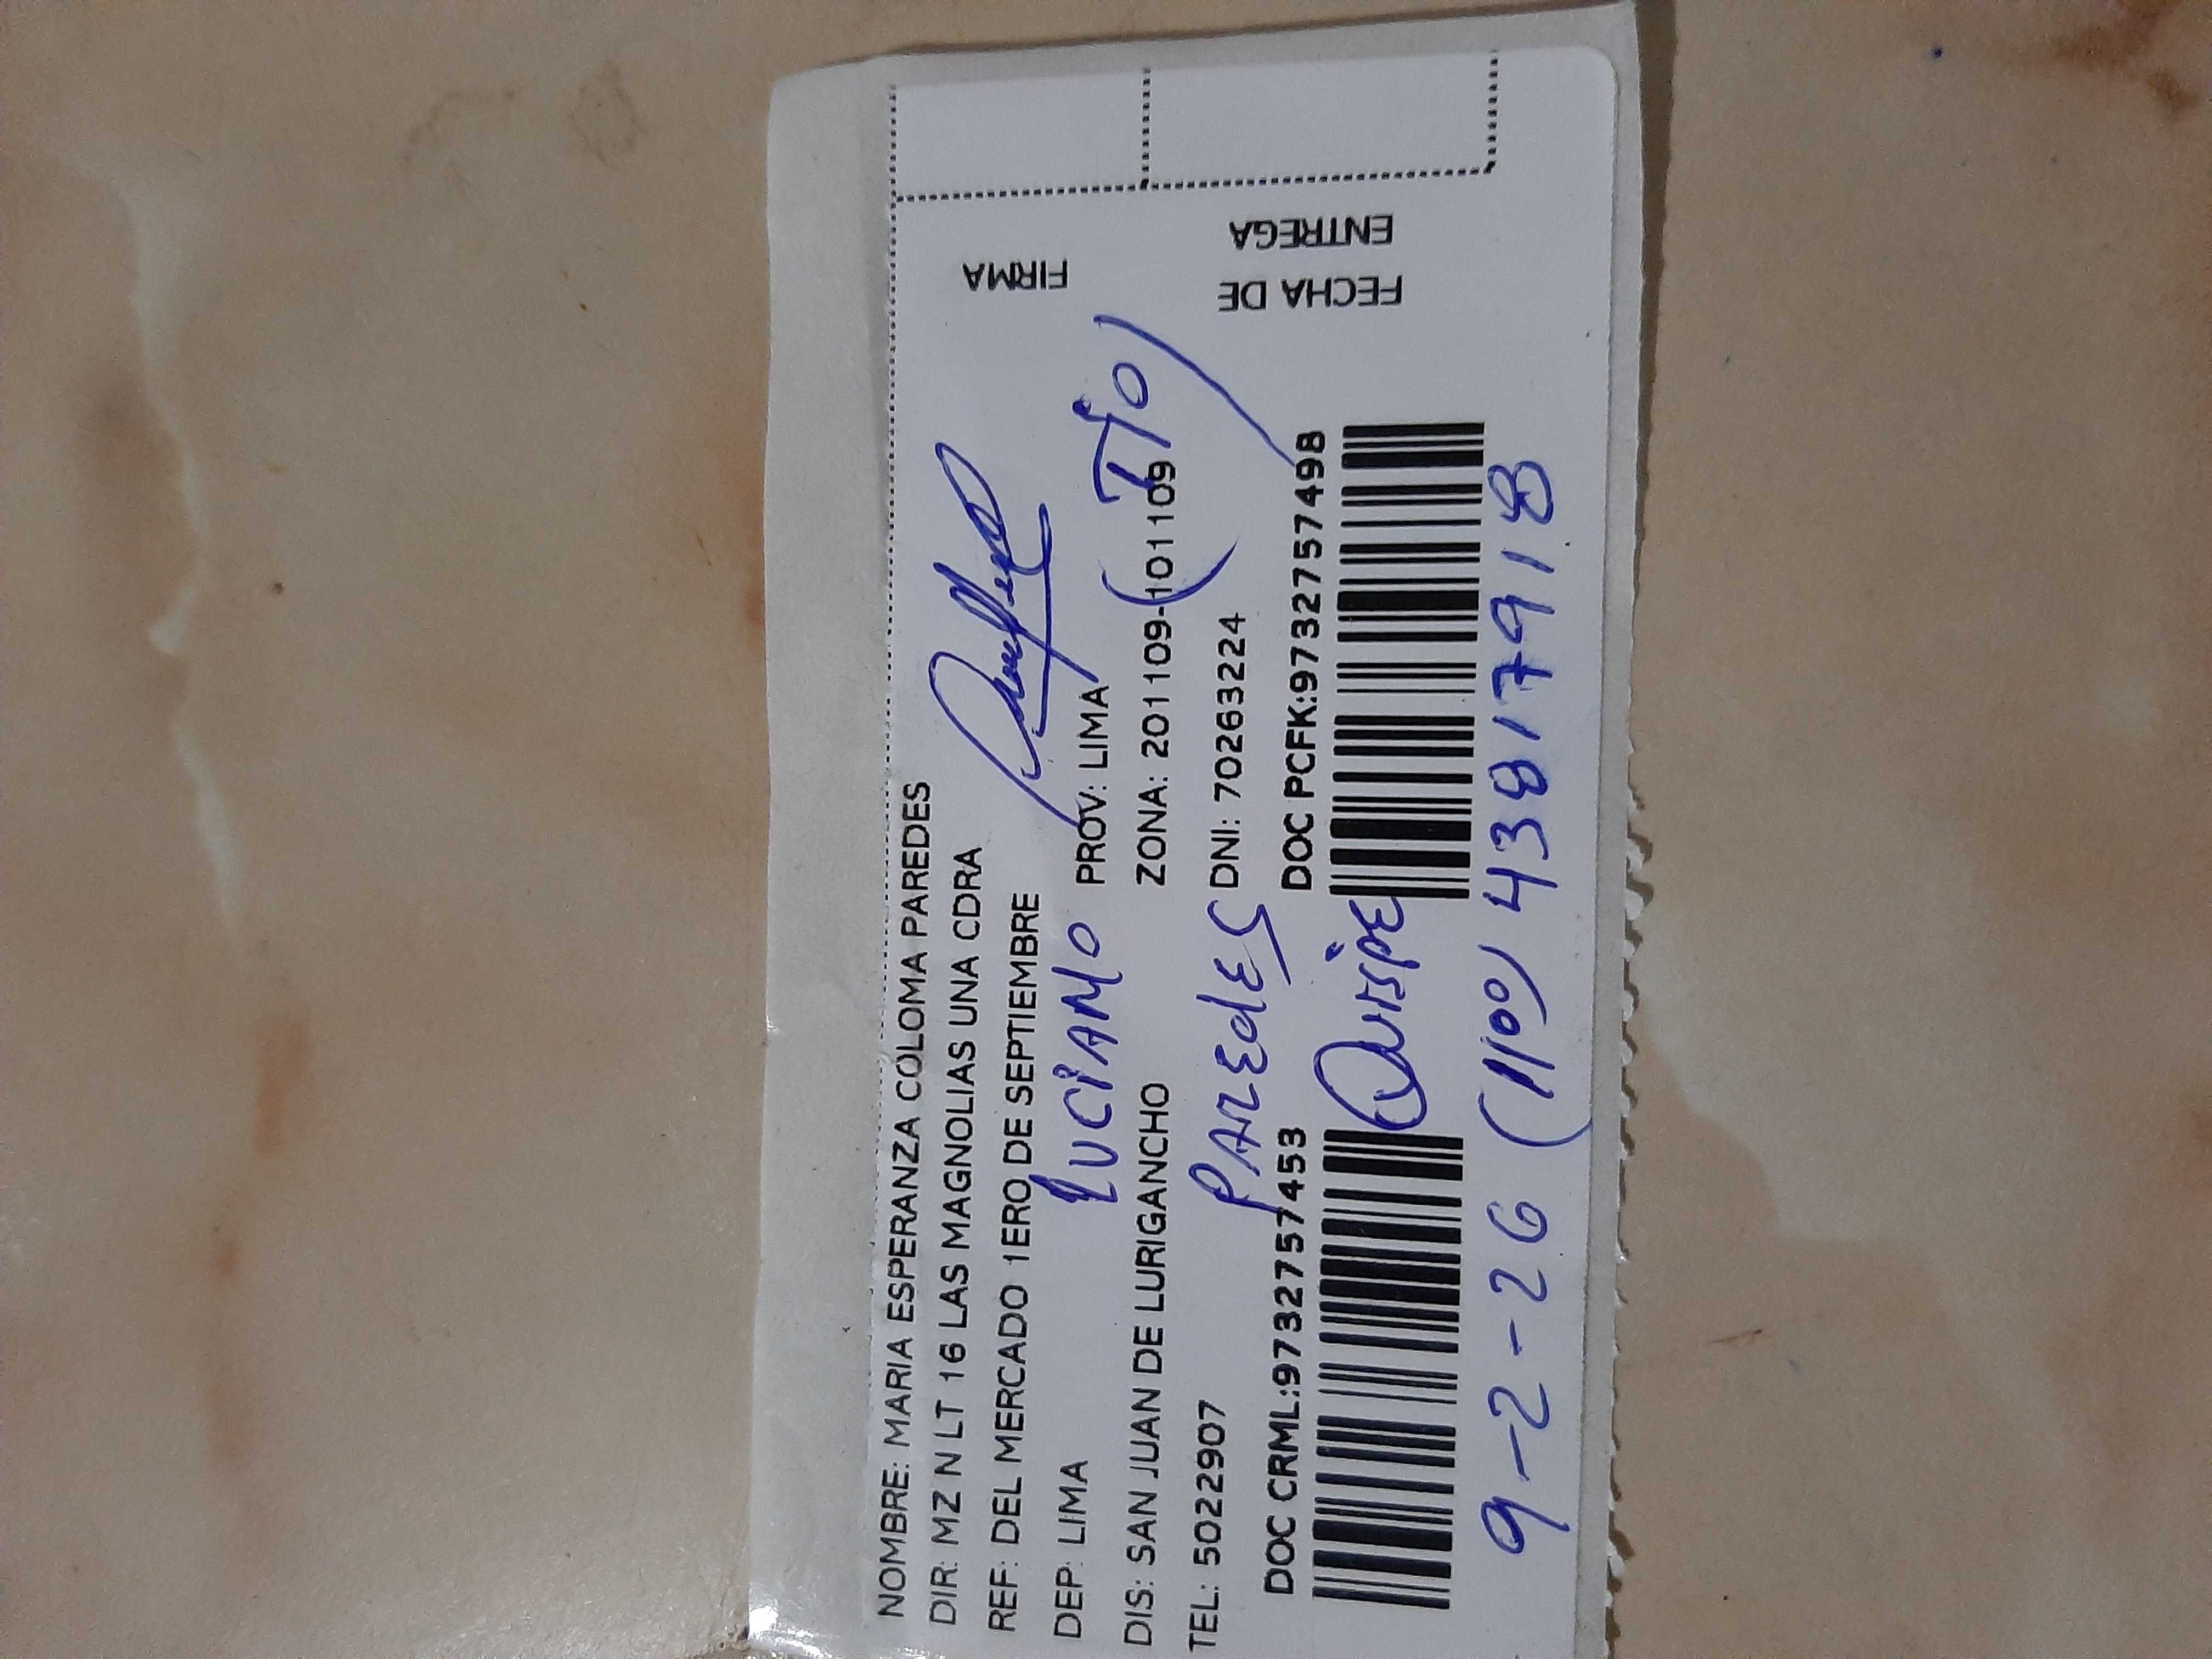 NOMBRE: MARIA ESPERANZA COLOMA PAREDES
DIR: MZ N LT 16 LAS MAGNOLIAS UNA CDRA
REF: DEL MERCADO 1ERO DE SEPTIEMBRE
DEP: LIMA PROV: LIMA
LUCIANO (TIO)
DIS: SAN JUAN DE LURIGANCHO ZONA: 201109-101109
PAREdES
TEL: 5022907 DNI: 70263224
DOC CRML:9732757453 DOC PCFK:97327757498
Quispe
9-2-26 (1100) 43817918
FIRMA
FECHA DE
ENTREGA